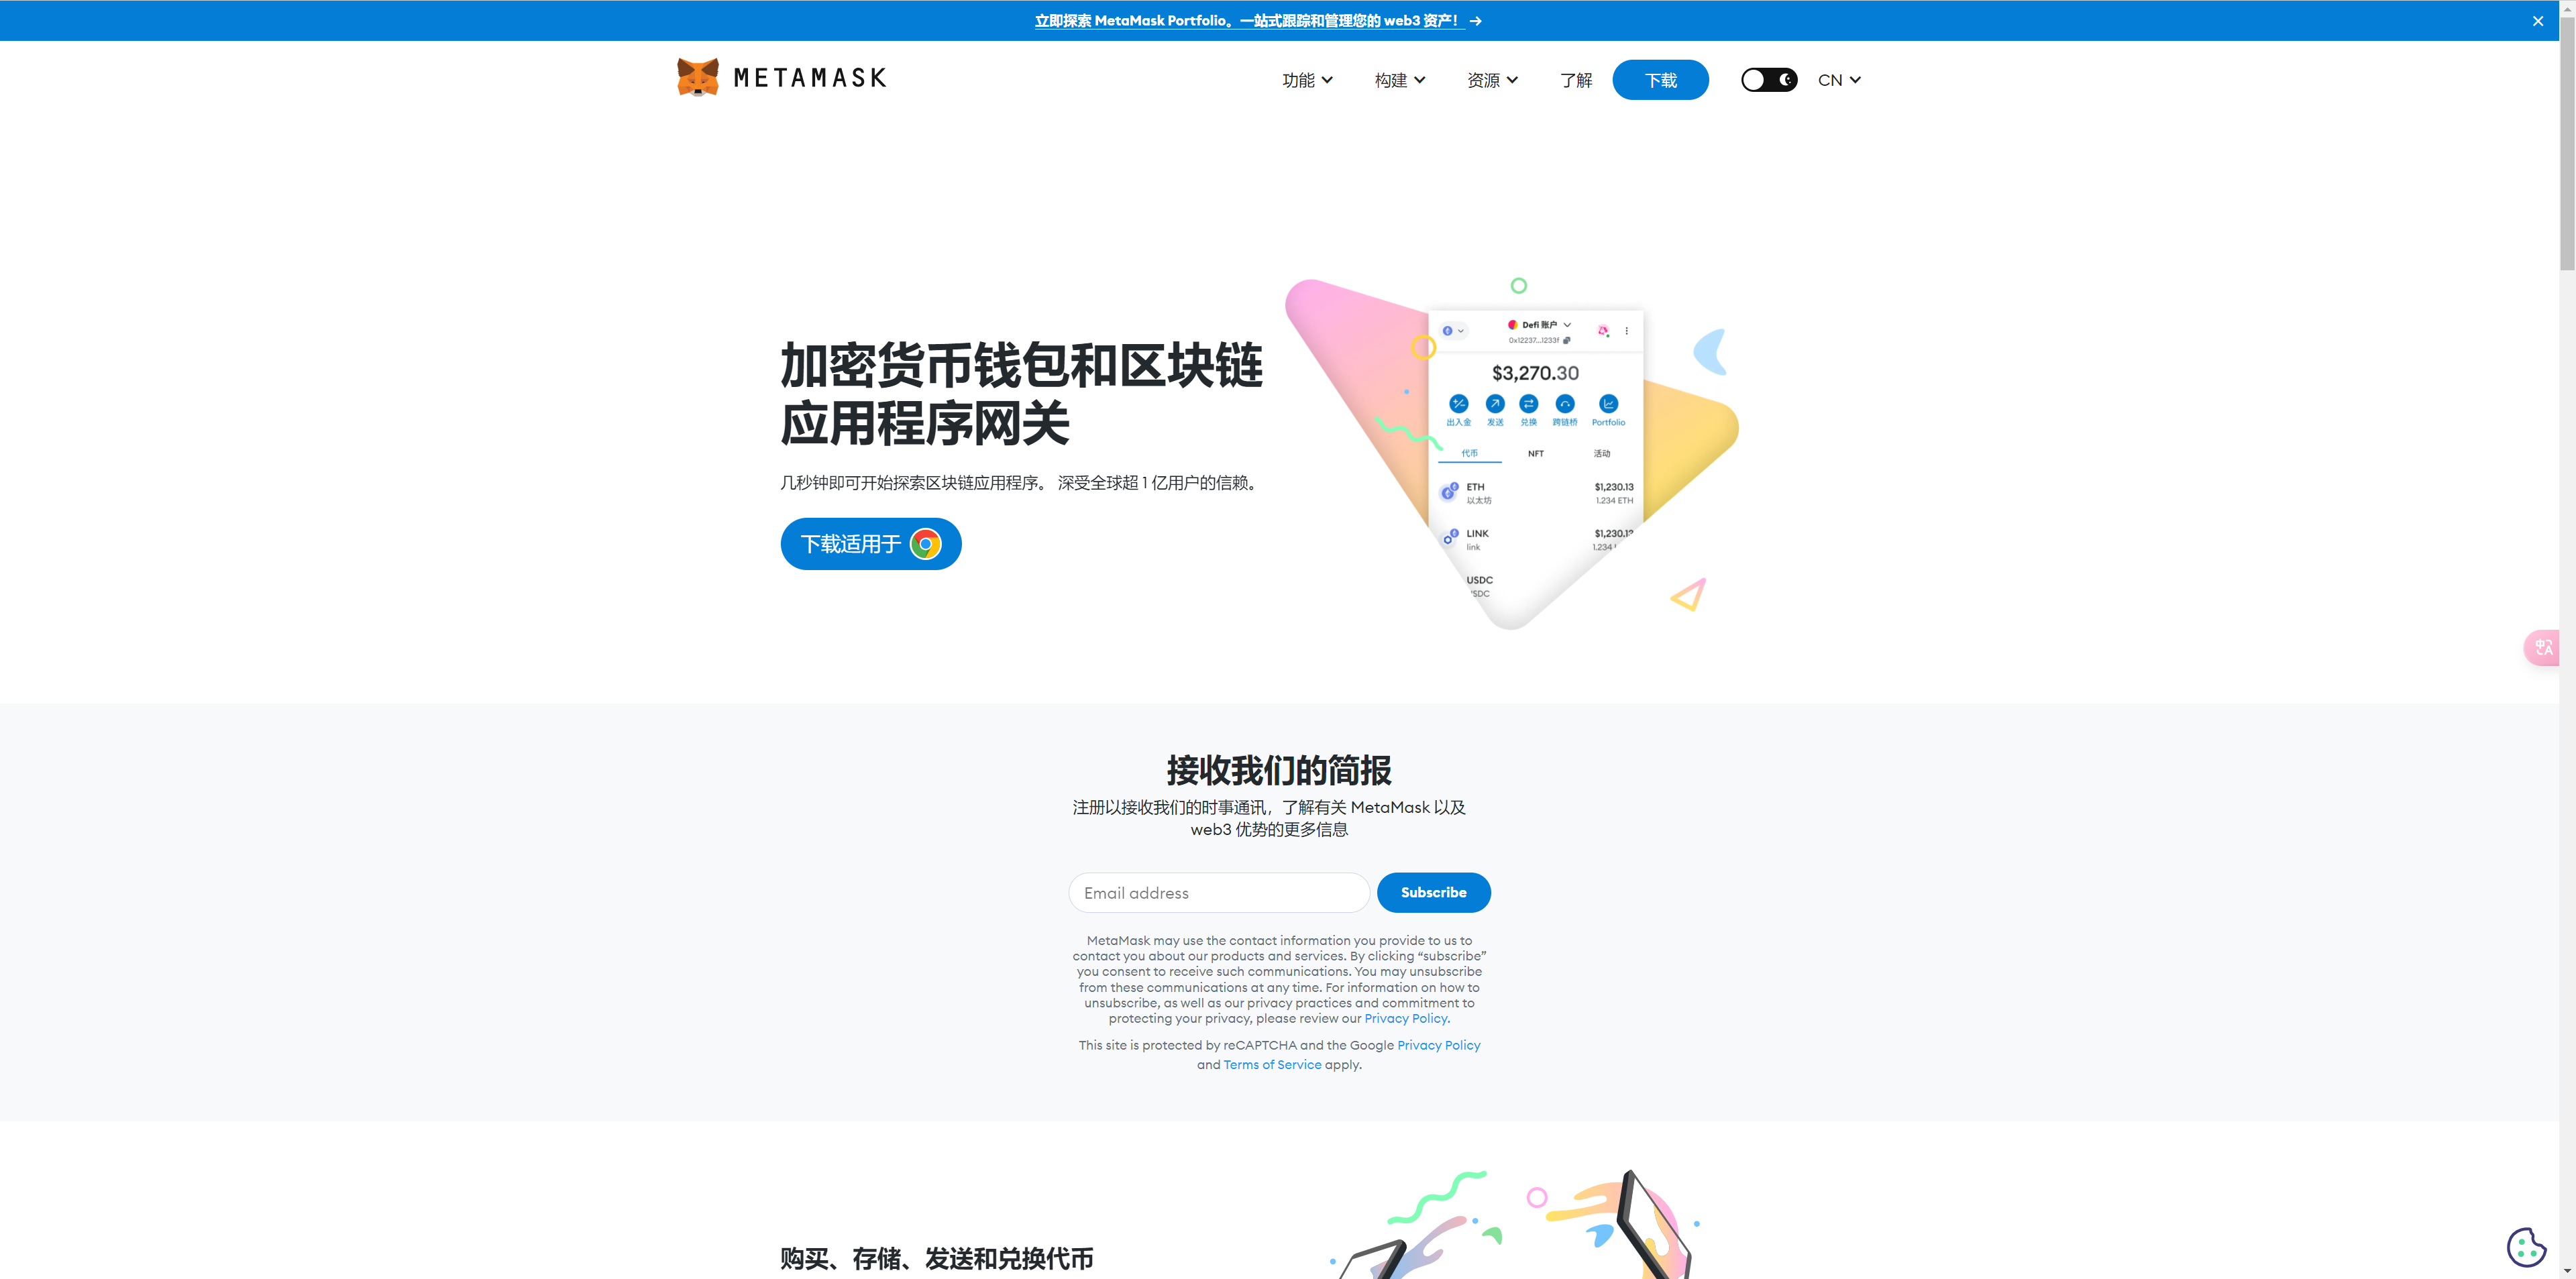 立即探索 MetaMask Portfolio。一站式跟踪和管理您的 web3 资产！ →
METAMASK
功能 构建 资源 了解 下载 CN
加密货币钱包和区块链
应用程序网关
几秒钟即可开始探索区块链应用程序。 深受全球超 1 亿用户的信赖。
下载适用于
Defi 账户
0x12237...1233f
$3,270.30
出入金 发送 兑换 跨链桥 Portfolio
代币 NFT 活动
ETH $1,230.13
以太坊 1.234 ETH
LINK $1,230.13
link 1.234
USDC
USDC
接收我们的简报
注册以接收我们的时事通讯，了解有关 MetaMask 以及
web3 优势的更多信息
Email address Subscribe
MetaMask may use the contact information you provide to us to
contact you about our products and services. By clicking “subscribe”
you consent to receive such communications. You may unsubscribe
from these communications at any time. For information on how to
unsubscribe, as well as our privacy practices and commitment to
protecting your privacy, please review our Privacy Policy.
This site is protected by reCAPTCHA and the Google Privacy Policy
and Terms of Service apply.
购买、存储、发送和兑换代币